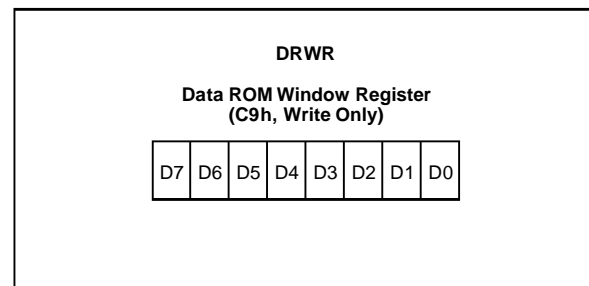 DRWR
Data ROM Window Register
(C9h, Write Only)
D7 D6 D5 D4 D3 D2 D1 D0